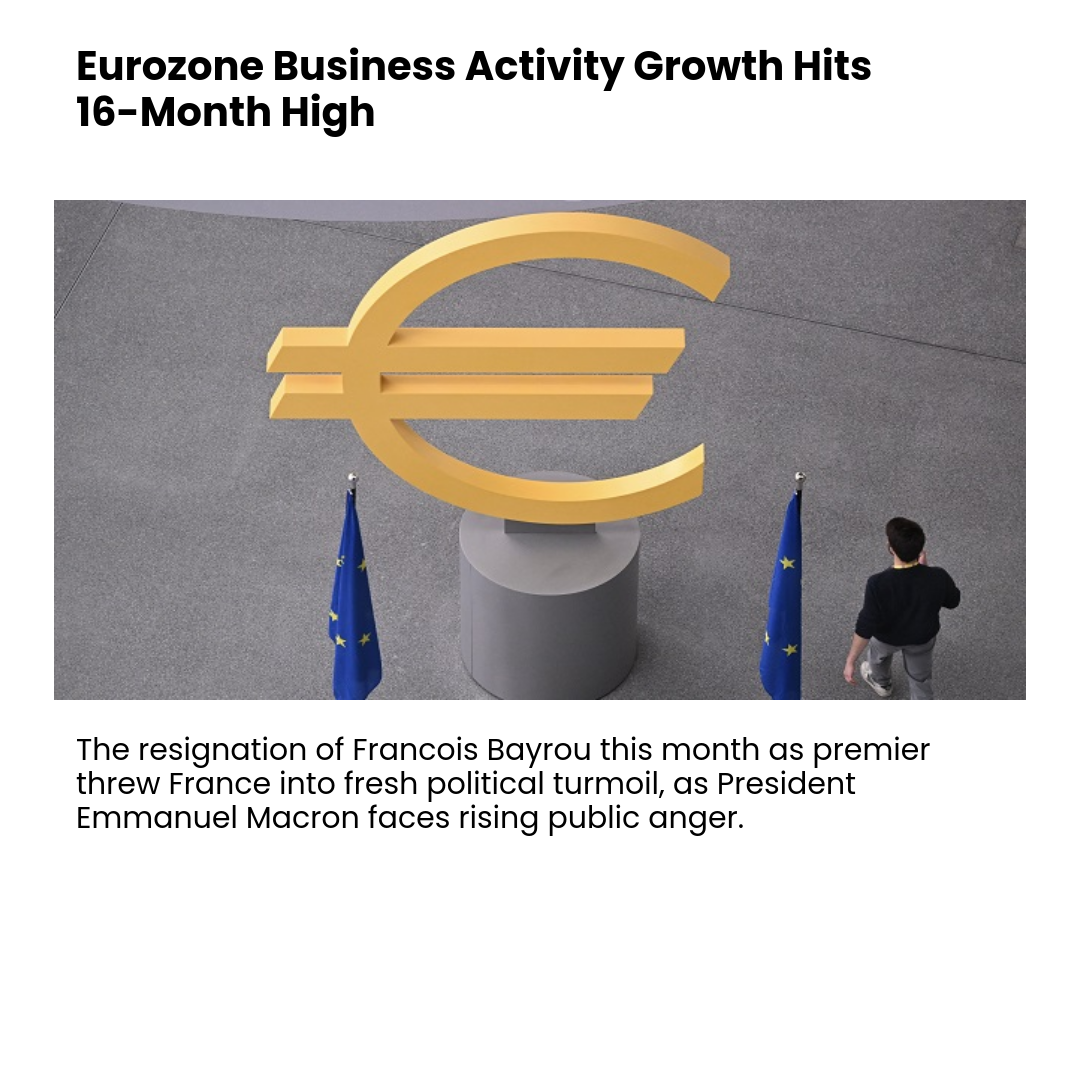 Eurozone Business Activity Growth Hits
16-Month High
The resignation of Francois Bayrou this month as premier
threw France into fresh political turmoil, as President
Emmanuel Macron faces rising public anger.